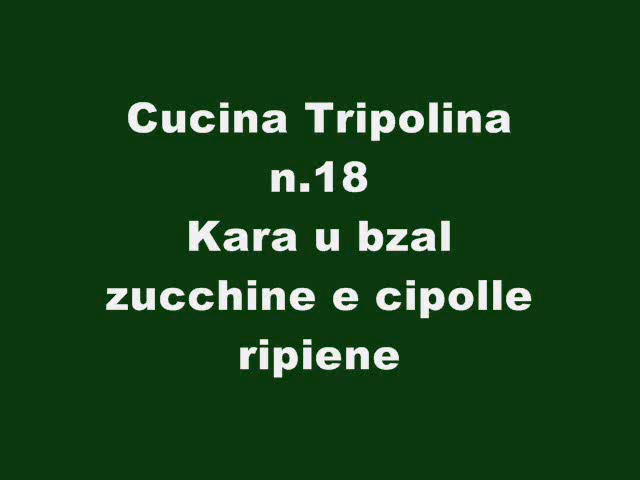 Cucina Tripolina
n.18
Kara u bzal
zucchine e cipolle
ripiene